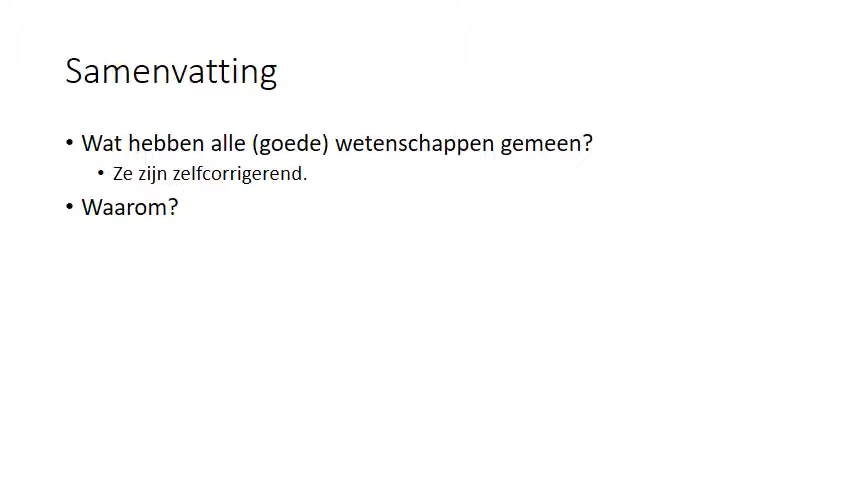 Samenvatting
• Wat hebben alle (goede) wetenschappen gemeen?
• Ze zijn zelfcorrigerend.
• Waarom?